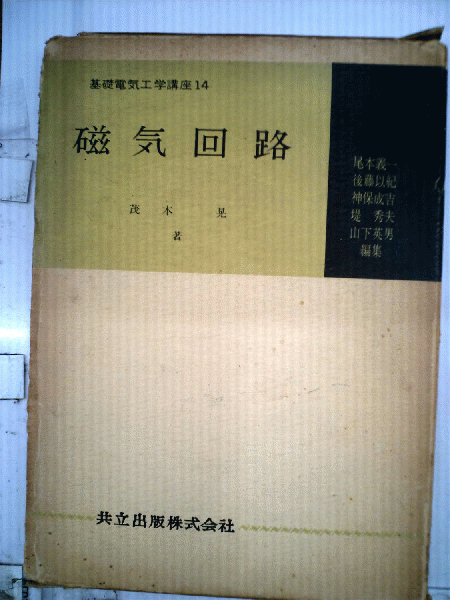 基礎電気工学講座14
磁気回路
茂木晃
著
尾本義一
後藤以紀
神保成吉
堤秀夫
山下英男
編集
共立出版株式会社